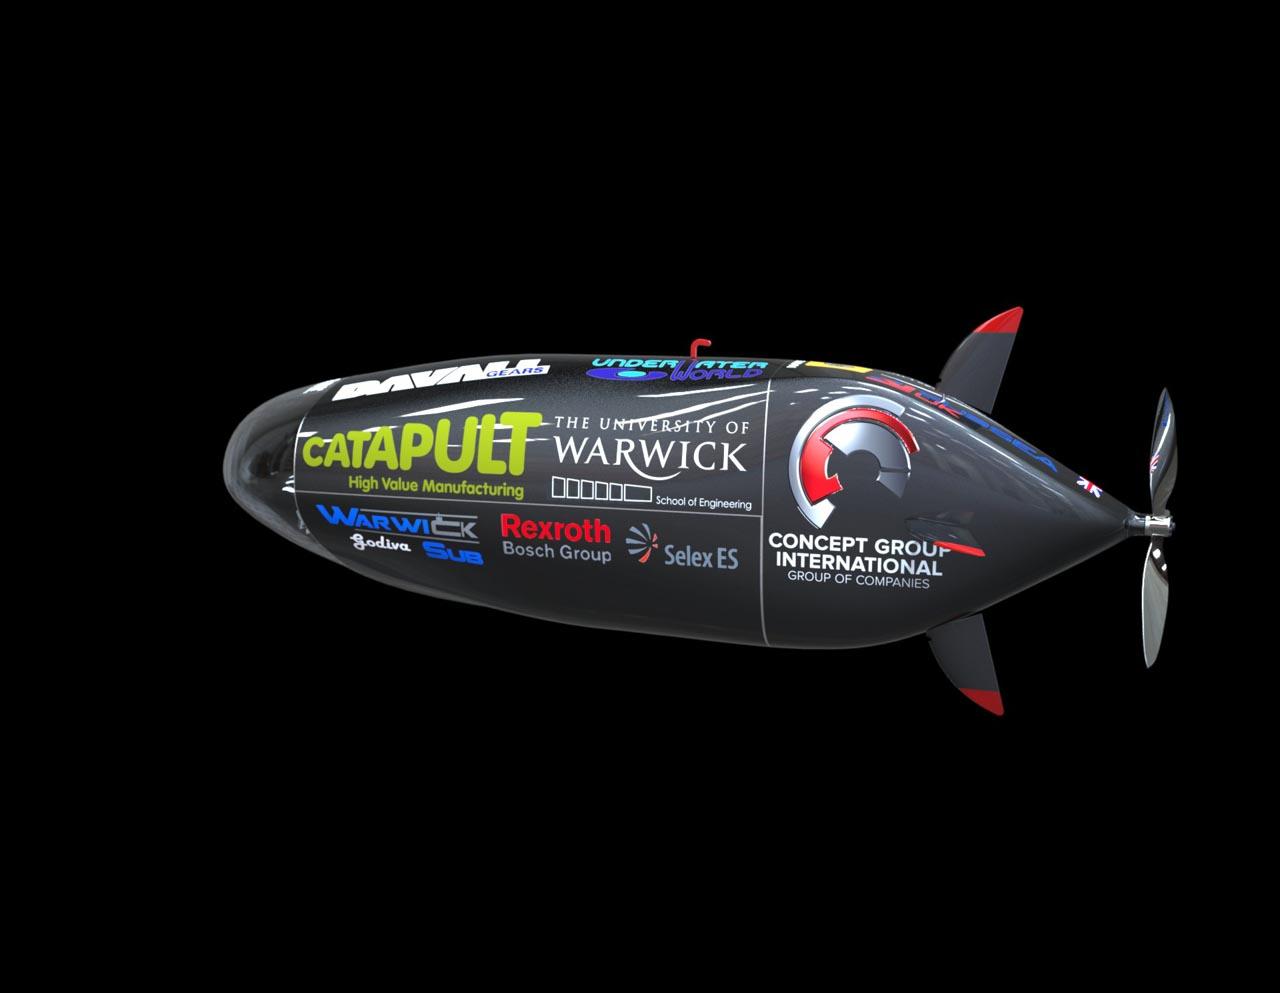 DAVALL
GEARS
UNDERWATER
WORLD
CATAPULT
High Value Manufacturing
THE UNIVERSITY OF
WARWICK
School of Engineering
WARWICK
Godiva
SUB
Rexroth
Bosch Group
Selex ES
CONCEPT GROUP
INTERNATIONAL
GROUP OF COMPANIES